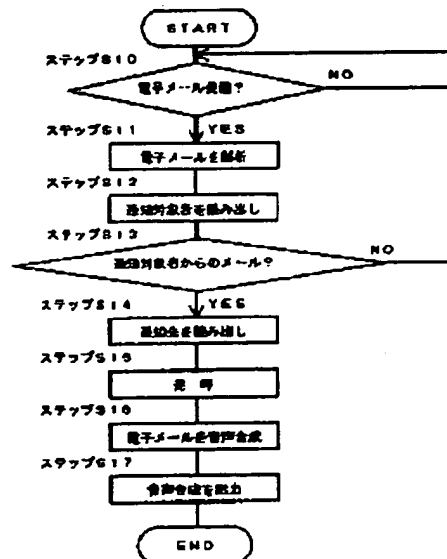 START
ステップS10
電子メール受信?
NO
ステップS11
YES
電子メールを解析
ステップS12
通知対象者を読み出し
ステップS13
通知対象者からのメール?
NO
ステップS14
YES
通知先を読み出し
ステップS15
発呼
ステップS16
電子メールを音声合成
ステップS17
音声合成を出力
END